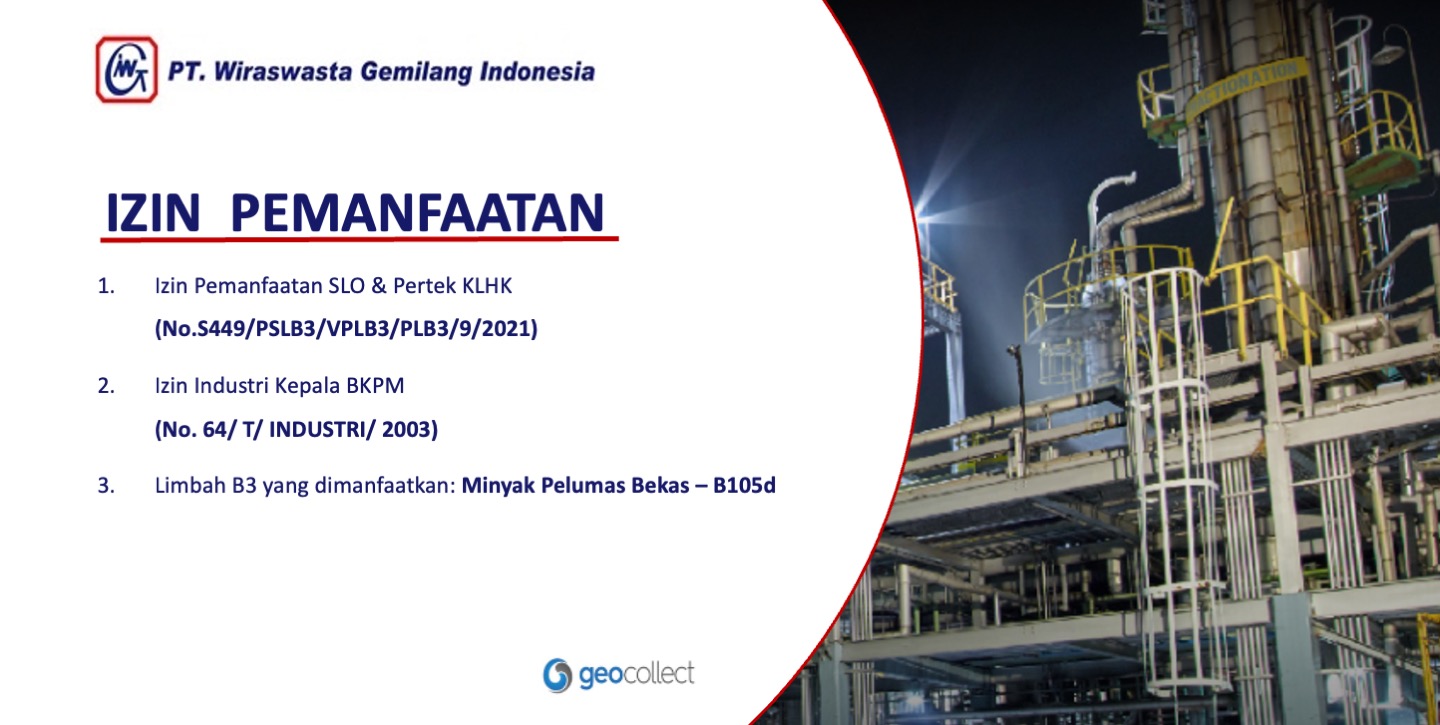 PT. Wiraswasta Gemilang Indonesia
IZIN PEMANFAATAN
1. Izin Pemanfaatan SLO & Pertek KLHK
(No.S449/PSLB3/VPLB3/PLB3/9/2021)
2. Izin Industri Kepala BKPM
(No. 64/ T/ INDUSTRI/ 2003)
3. Limbah B3 yang dimanfaatkan: Minyak Pelumas Bekas – B105d
geocollect